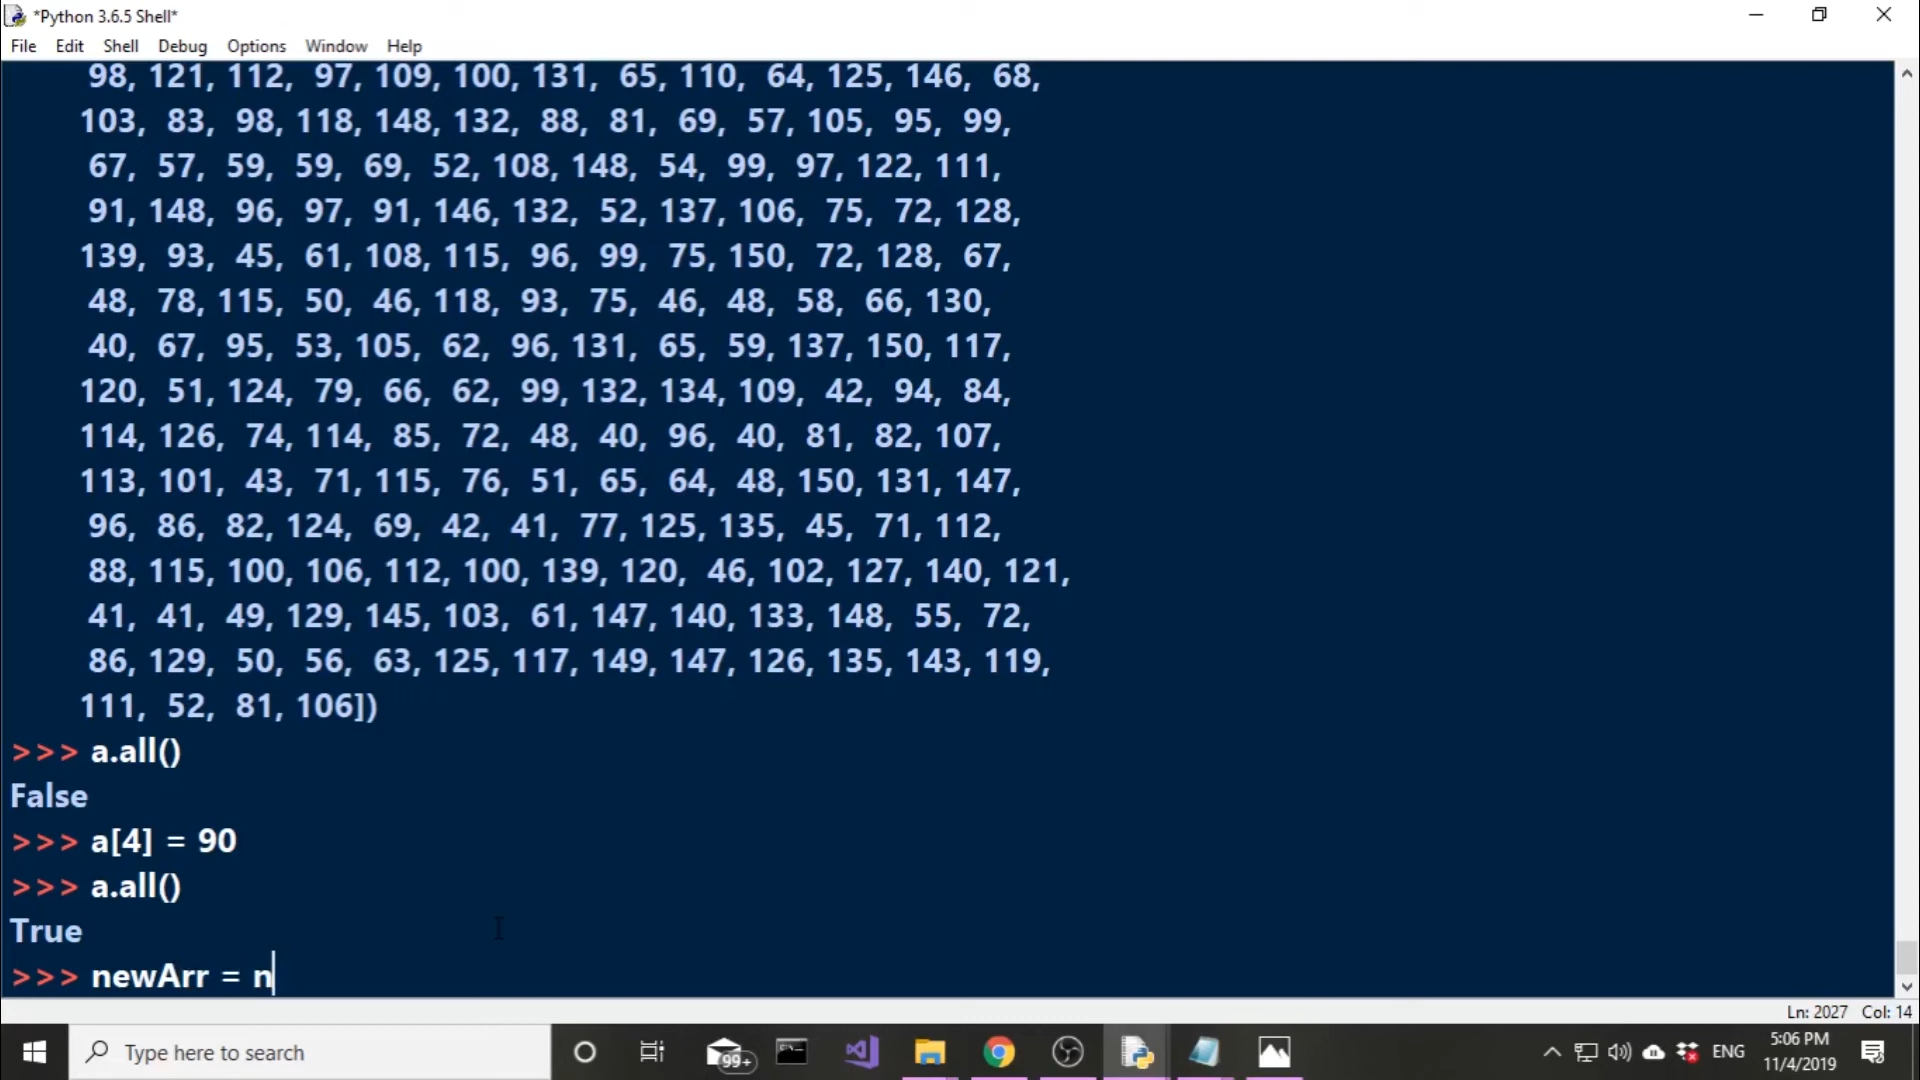 *Python 3.6.5 Shell*
File Edit Shell Debug Options Window Help
98, 121, 112, 97, 109, 100, 131, 65, 110, 64, 125, 146, 68,
103, 83, 98, 118, 148, 132, 88, 81, 69, 57, 105, 95, 99,
67, 57, 59, 59, 69, 52, 108, 148, 54, 99, 97, 122, 111,
91, 148, 96, 97, 91, 146, 132, 52, 137, 106, 75, 72, 128,
139, 93, 45, 61, 108, 115, 96, 99, 75, 150, 72, 128, 67,
48, 78, 115, 50, 46, 118, 93, 75, 46, 48, 58, 66, 130,
40, 67, 95, 53, 105, 62, 96, 131, 65, 59, 137, 150, 117,
120, 51, 124, 79, 66, 62, 99, 132, 134, 109, 42, 94, 84,
114, 126, 74, 114, 85, 72, 48, 40, 96, 40, 81, 82, 107,
113, 101, 43, 71, 115, 76, 51, 65, 64, 48, 150, 131, 147,
96, 86, 82, 124, 69, 42, 41, 77, 125, 135, 45, 71, 112,
88, 115, 100, 106, 112, 100, 139, 120, 46, 102, 127, 140, 121,
41, 41, 49, 129, 145, 103, 61, 147, 140, 133, 148, 55, 72,
86, 129, 50, 56, 63, 125, 117, 149, 147, 126, 135, 143, 119,
111, 52, 81, 106])
>>> a.all()
False
>>> a[4] = 90
>>> a.all()
True
>>> newArr = n
Ln: 2027 Col: 14
Type here to search
99+
ENG
5:06 PM
11/4/2019